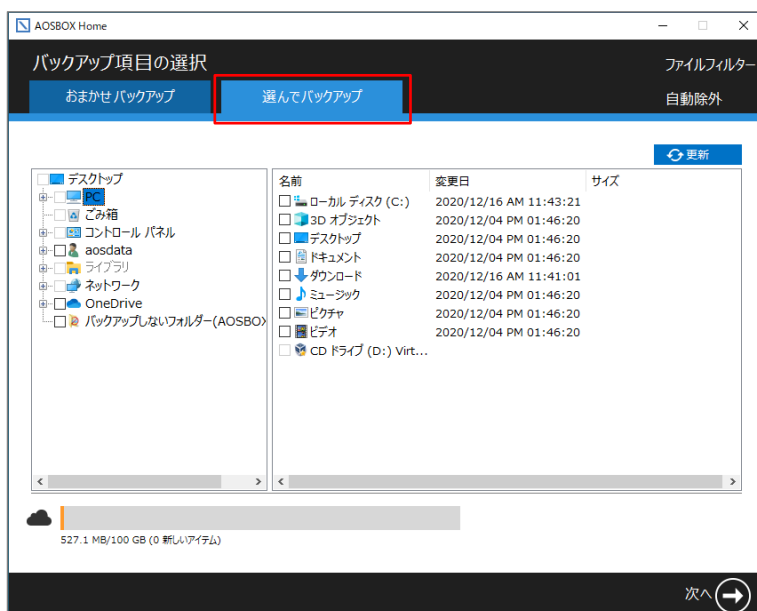 AOSBOX Home
バックアップ項目の選択
ファイルフィルター
おまかせバックアップ
選んでバックアップ
自動除外
更新
デスクトップ
PC
ごみ箱
コントロール パネル
aosdata
ライブラリ
ネットワーク
OneDrive
バックアップしないフォルダー(AOSBOX
名前 変更日 サイズ
ローカル ディスク (C:) 2020/12/16 AM 11:43:21
3D オブジェクト 2020/12/04 PM 01:46:20
デスクトップ 2020/12/04 PM 01:46:20
ドキュメント 2020/12/04 PM 01:46:20
ダウンロード 2020/12/16 AM 11:41:01
ミュージック 2020/12/04 PM 01:46:20
ピクチャ 2020/12/04 PM 01:46:20
ビデオ 2020/12/04 PM 01:46:20
CD ドライブ (D:) Virt...
527.1 MB/100 GB (0 新しいアイテム)
次へ